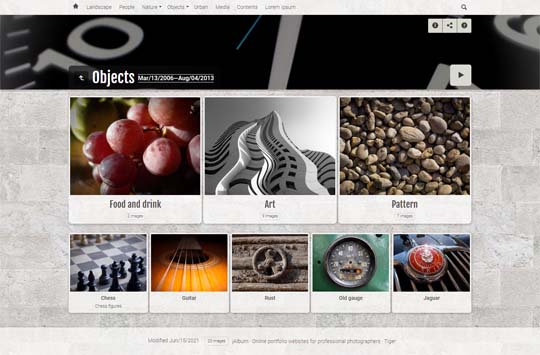 Landscape People Nature Objects Urban Media Contents Lorem ipsum
Objects Mar/13/2006—Aug/04/2013
Food and drink
Art
Pattern
2 images
9 images
7 images
Chess
Guitar
Rust
Old gauge
Jaguar
Chess figures
Modified Jun/15/2021 23 images jAlbum - Online portfolio websites for professional photographers · Tiger